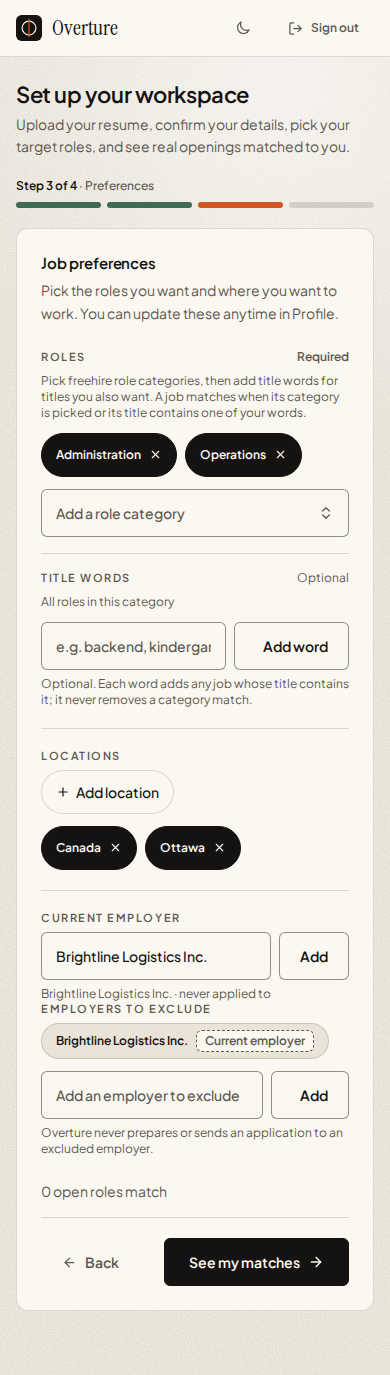 Overture
Sign out
Set up your workspace
Upload your resume, confirm your details, pick your
target roles, and see real openings matched to you.
Step 3 of 4 · Preferences
Job preferences
Pick the roles you want and where you want to
work. You can update these anytime in Profile.
ROLES Required
Pick freehire role categories, then add title words for
titles you also want. A job matches when its category
is picked or its title contains one of your words.
Administration × Operations ×
Add a role category
TITLE WORDS Optional
All roles in this category
e.g. backend, kindergar Add word
Optional. Each word adds any job whose title contains
it; it never removes a category match.
LOCATIONS
+ Add location
Canada × Ottawa ×
CURRENT EMPLOYER
Brightline Logistics Inc. Add
Brightline Logistics Inc. · never applied to
EMPLOYERS TO EXCLUDE
Brightline Logistics Inc. Current employer
Add an employer to exclude Add
Overture never prepares or sends an application to an
excluded employer.
0 open roles match
← Back See my matches →